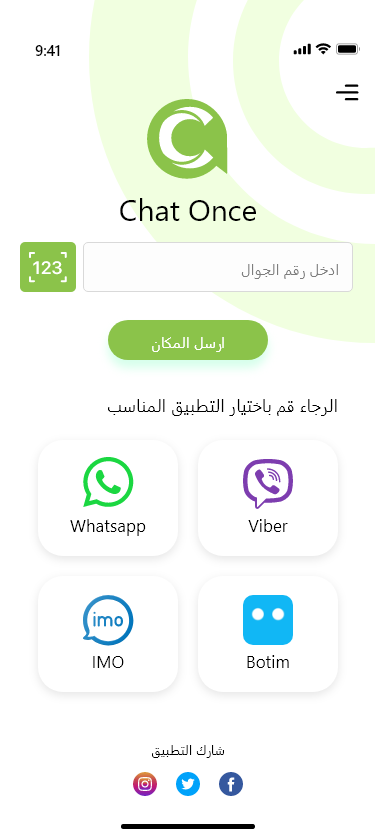 9:41
Chat Once
123
ادخل رقم الجوال
ارسل المكان
الرجاء قم باختيار التطبيق المناسب
Whatsapp
Viber
imo
IMO
Botim
شارك التطبيق